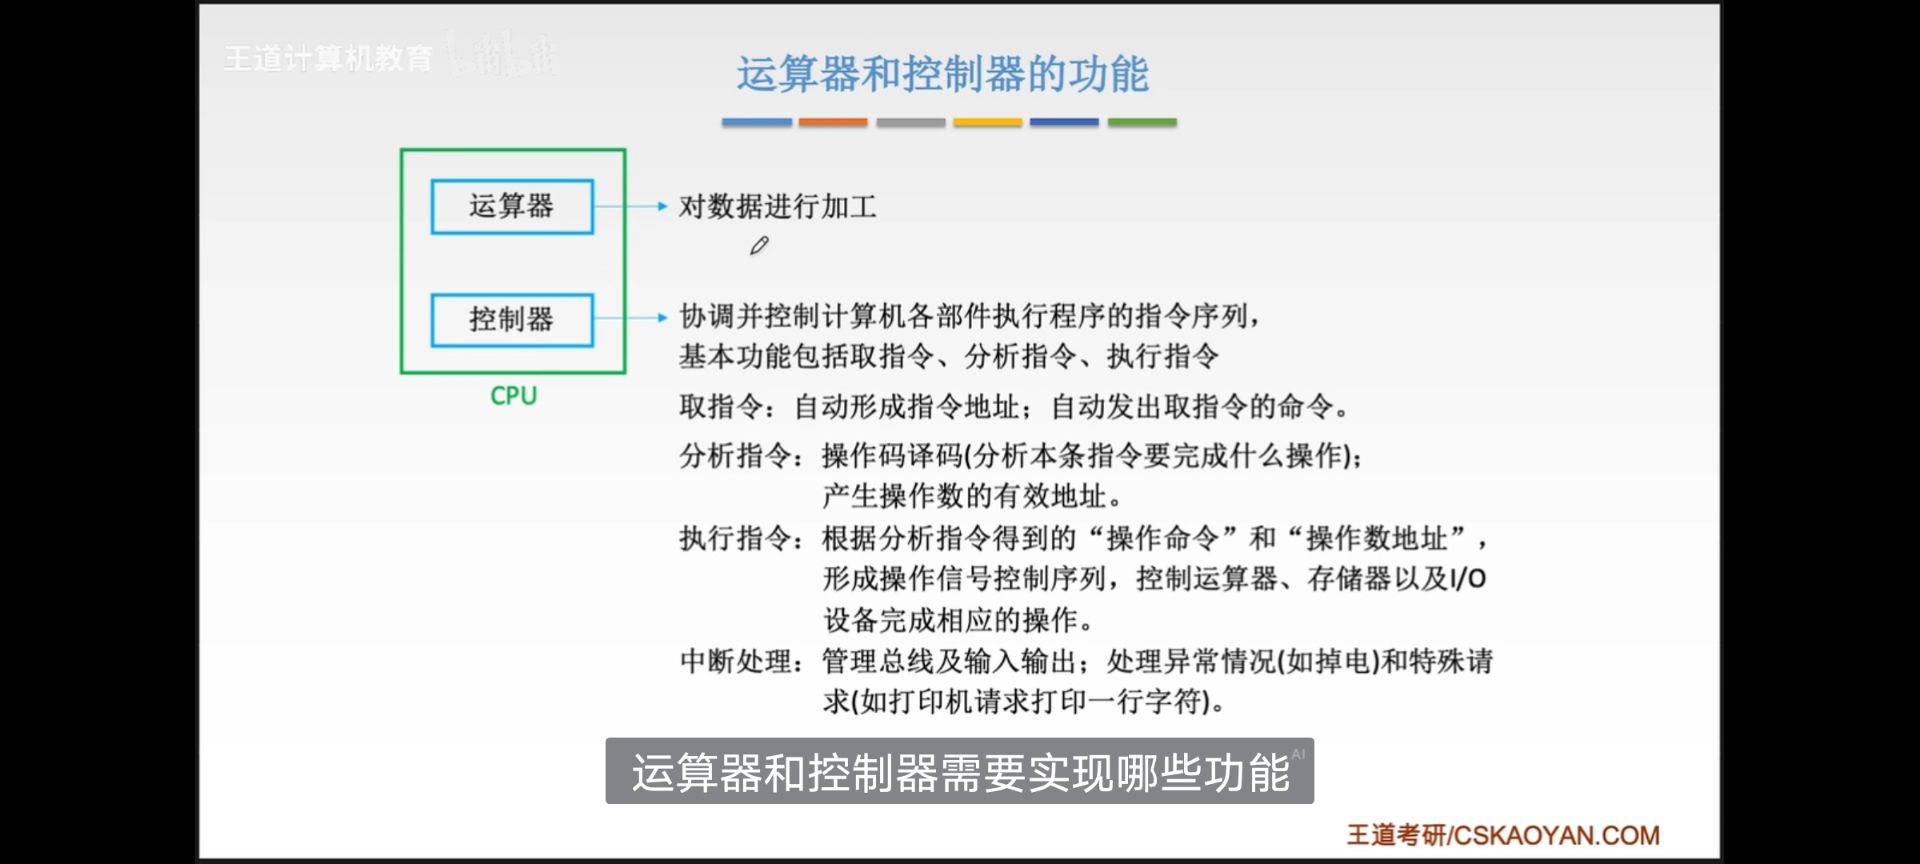 王道计算机教育 bilibili
运算器和控制器的功能
运算器
对数据进行加工
控制器
协调并控制计算机各部件执行程序的指令序列，
基本功能包括取指令、分析指令、执行指令
CPU
取指令：自动形成指令地址；自动发出取指令的命令。
分析指令：操作码译码(分析本条指令要完成什么操作)；
产生操作数的有效地址。
执行指令：根据分析指令得到的“操作命令”和“操作数地址”，
形成操作信号控制序列，控制运算器、存储器以及I/O
设备完成相应的操作。
中断处理：管理总线及输入输出；处理异常情况(如掉电)和特殊请
求(如打印机请求打印一行字符)。
运算器和控制器需要实现哪些功能 AI
王道考研/CSKAOYAN.COM